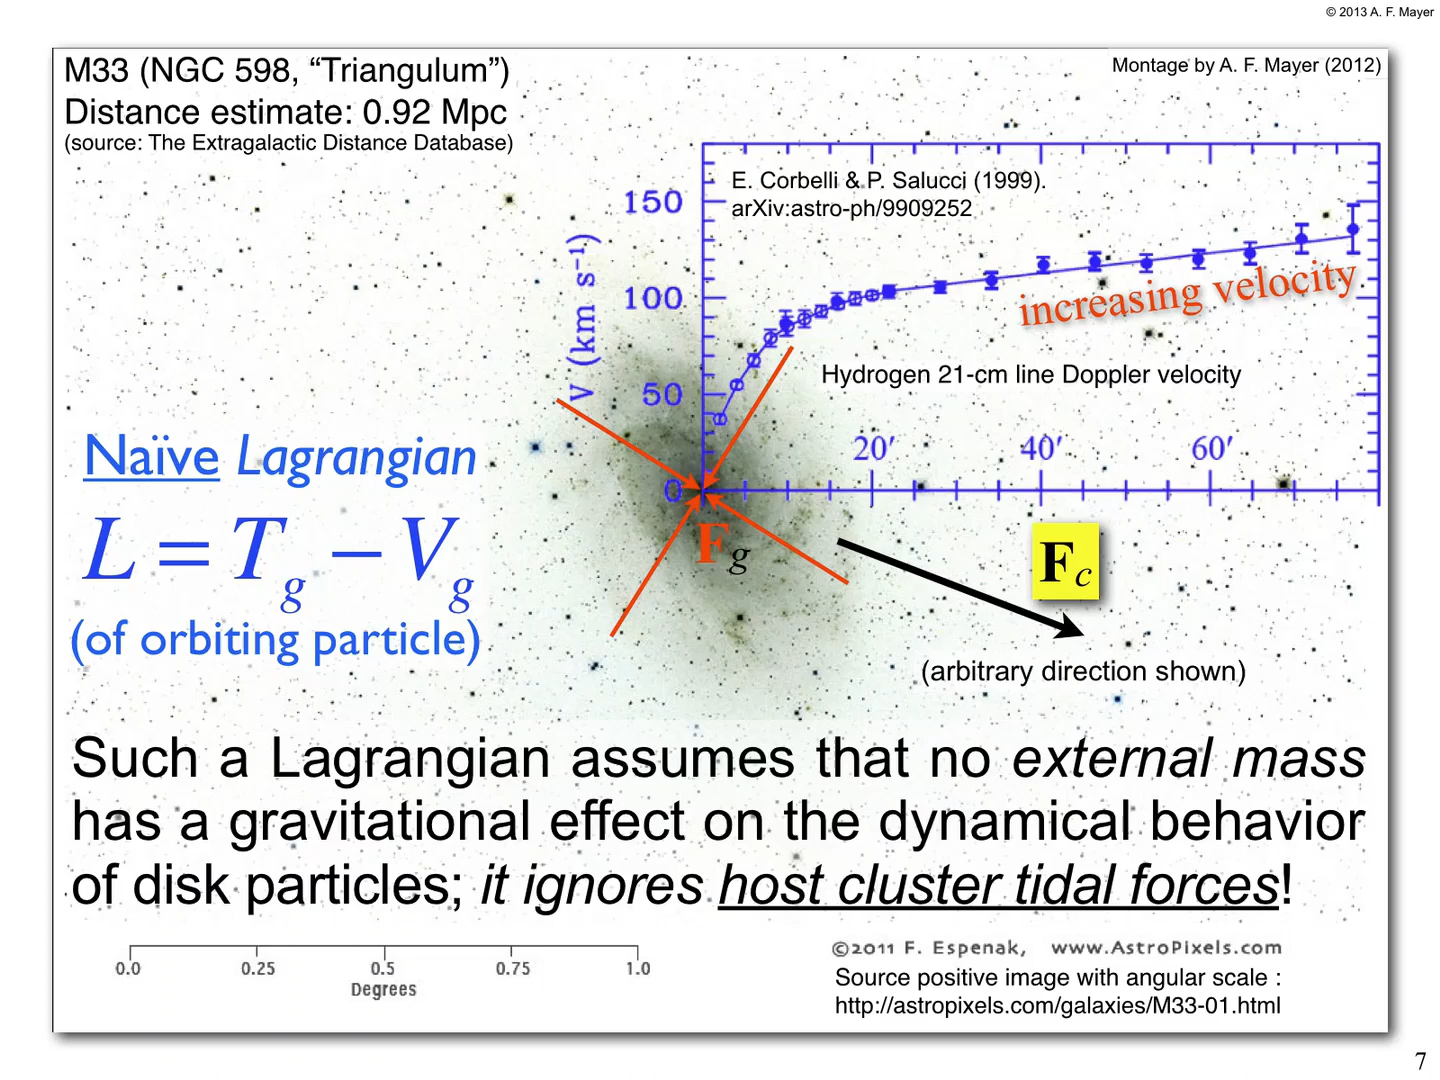 © 2013 A. F. Mayer
M33 (NGC 598, “Triangulum”)
Distance estimate: 0.92 Mpc
(source: The Extragalactic Distance Database)
Montage by A. F. Mayer (2012)
E. Corbelli & P. Salucci (1999).
arXiv:astro-ph/9909252
150
100
50
0
V (km s⁻¹)
increasing velocity
Hydrogen 21-cm line Doppler velocity
20′ 40′ 60′
Naïve Lagrangian
L = T_g − V_g
(of orbiting particle)
F_g
F_c
(arbitrary direction shown)
Such a Lagrangian assumes that no external mass
has a gravitational effect on the dynamical behavior
of disk particles; it ignores host cluster tidal forces!
0.0 0.25 0.5 0.75 1.0
Degrees
©2011 F. Espenak, www.AstroPixels.com
Source positive image with angular scale :
http://astropixels.com/galaxies/M33-01.html
7